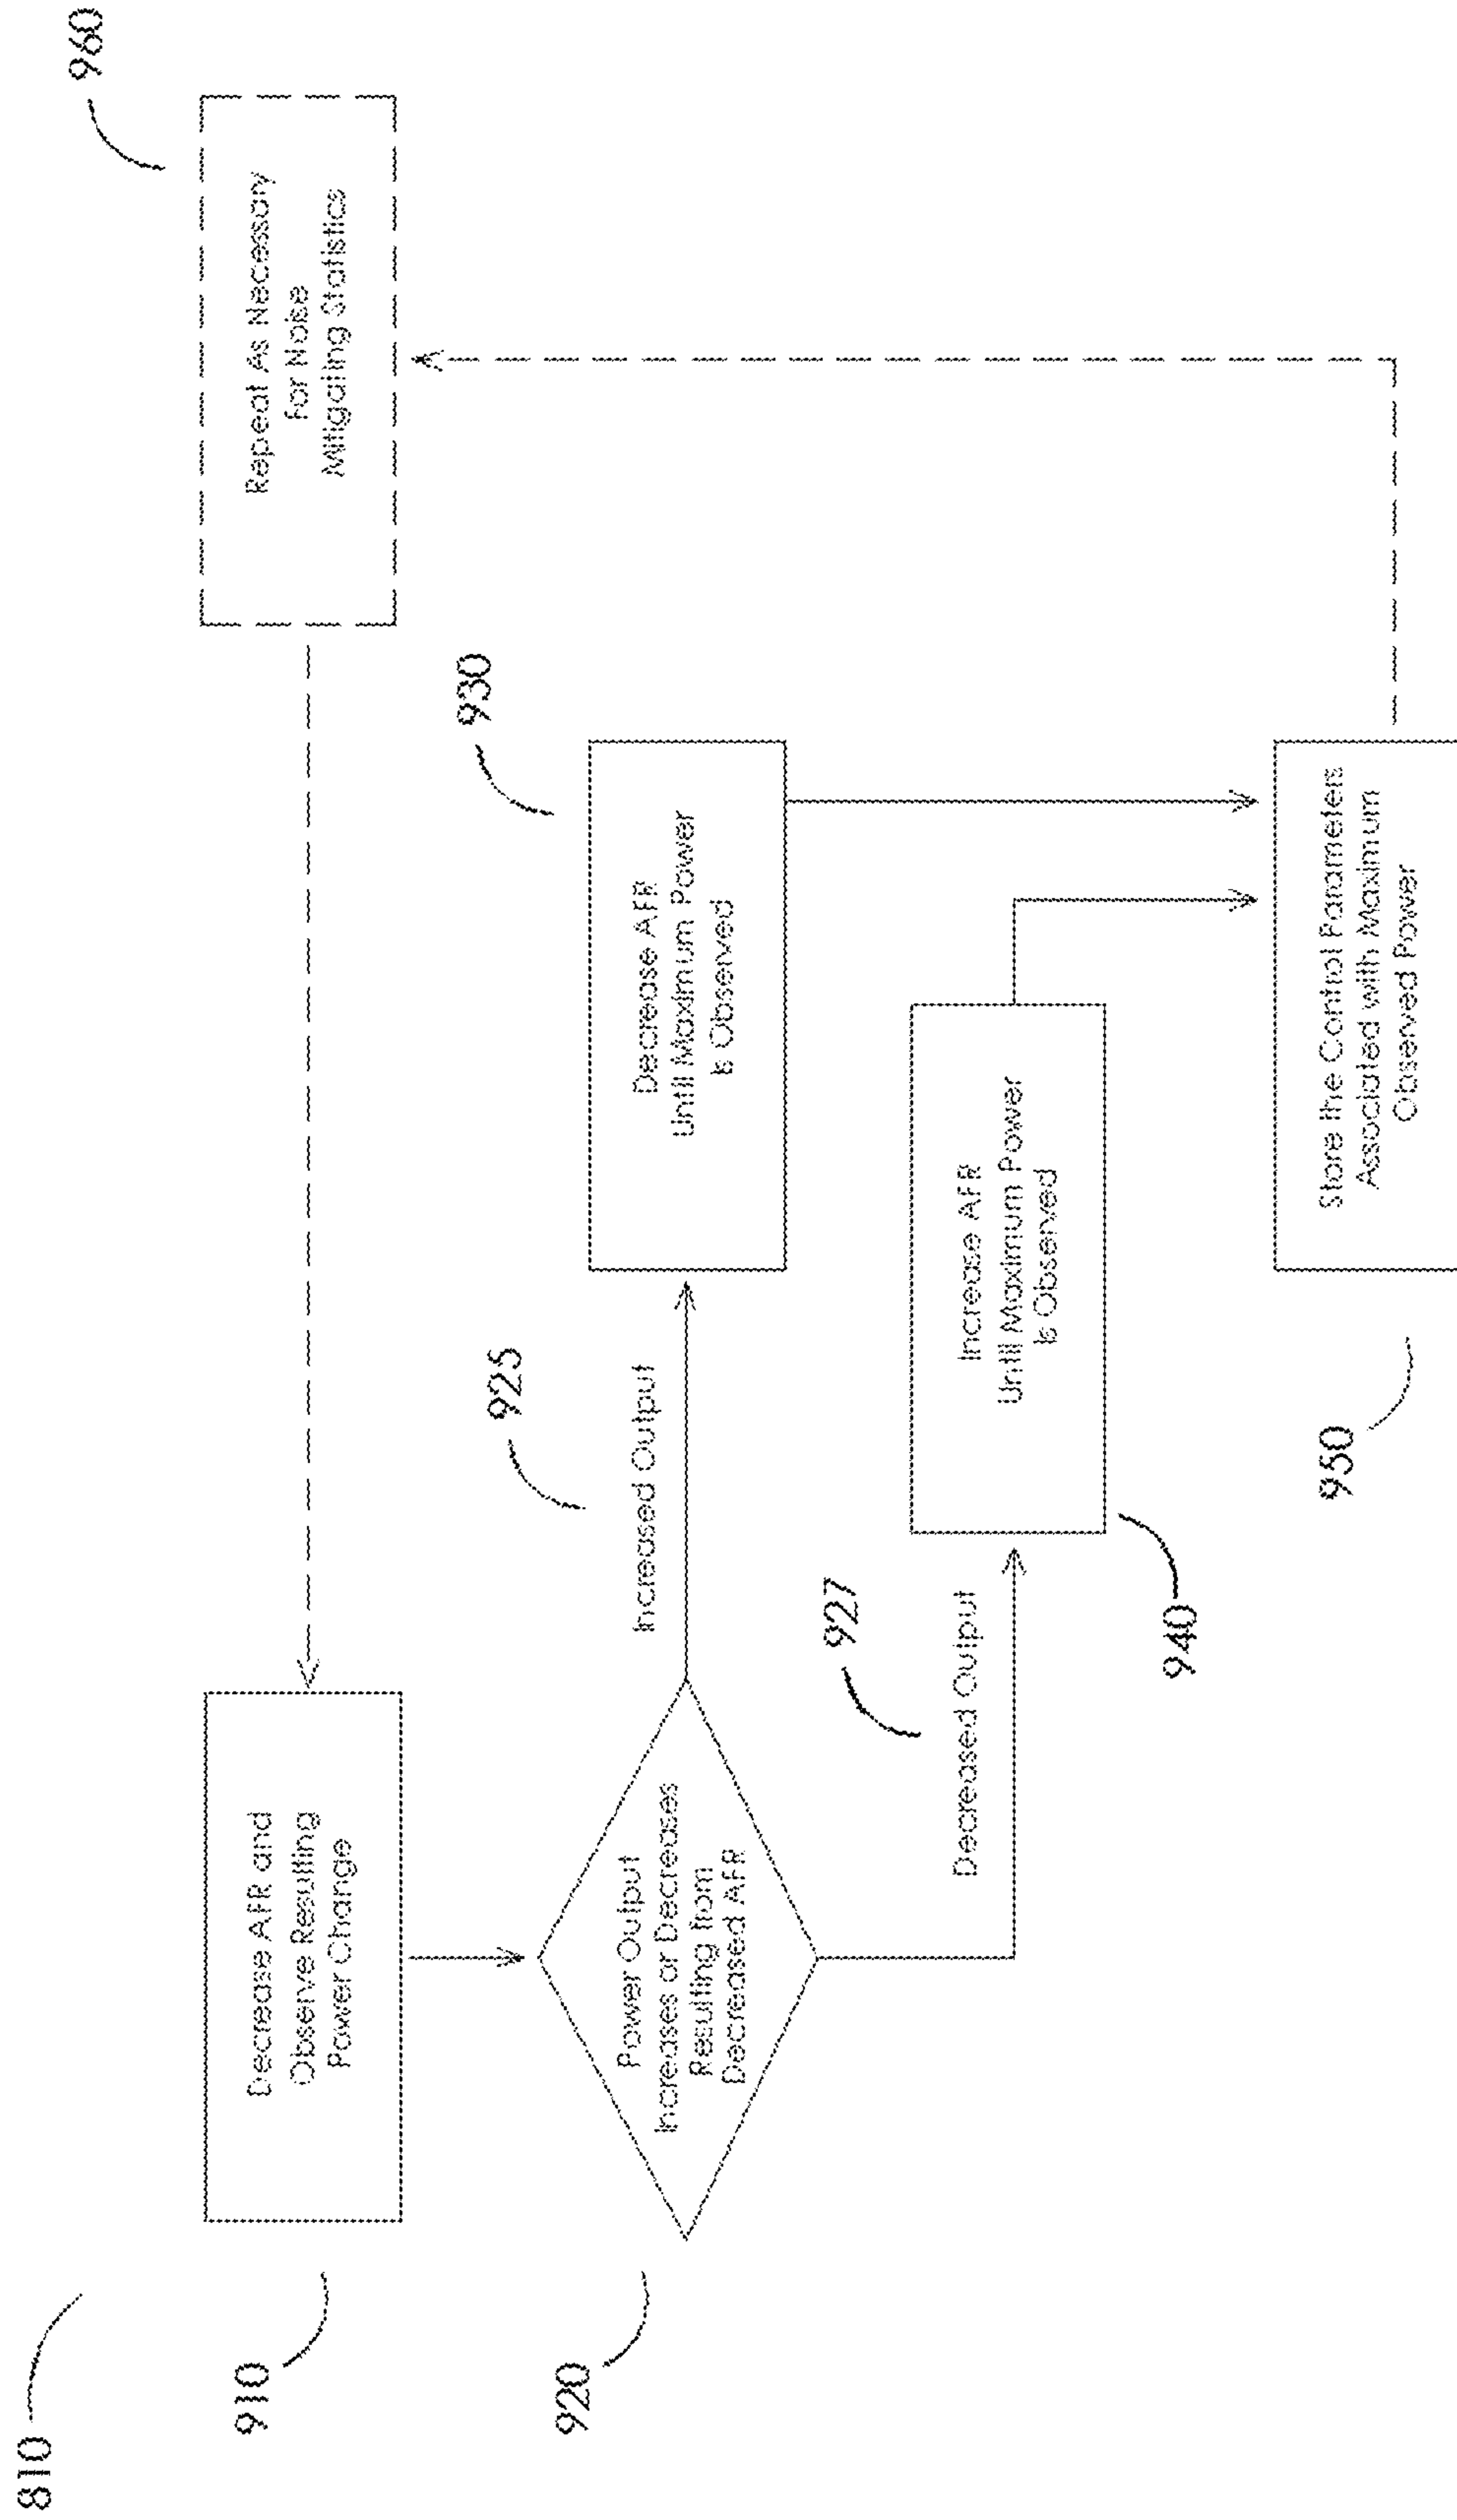 810
910
Decrease AFR and
Observe Resulting
Power Change
960
Repeat As Necessary
for Noise
Mitigating Statistics
920
Power Output
Increases or Decreases
Resulting from
Decreased AFR
925
Increased Output
930
Decrease AFR
Until Maximum Power
Is Observed
927
Decreased Output
940
Increase AFR
Until Maximum Power
Is Observed
950
Store the Control Parameters
Associated with Maximum
Observed Power